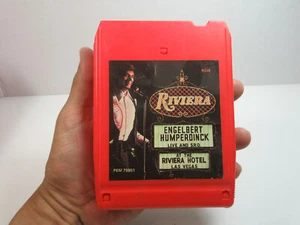 RIVIERA
ENGELBERT
HUMPERDINCK
LIVE AND S.R.O.
AT THE
RIVIERA HOTEL
LAS VEGAS